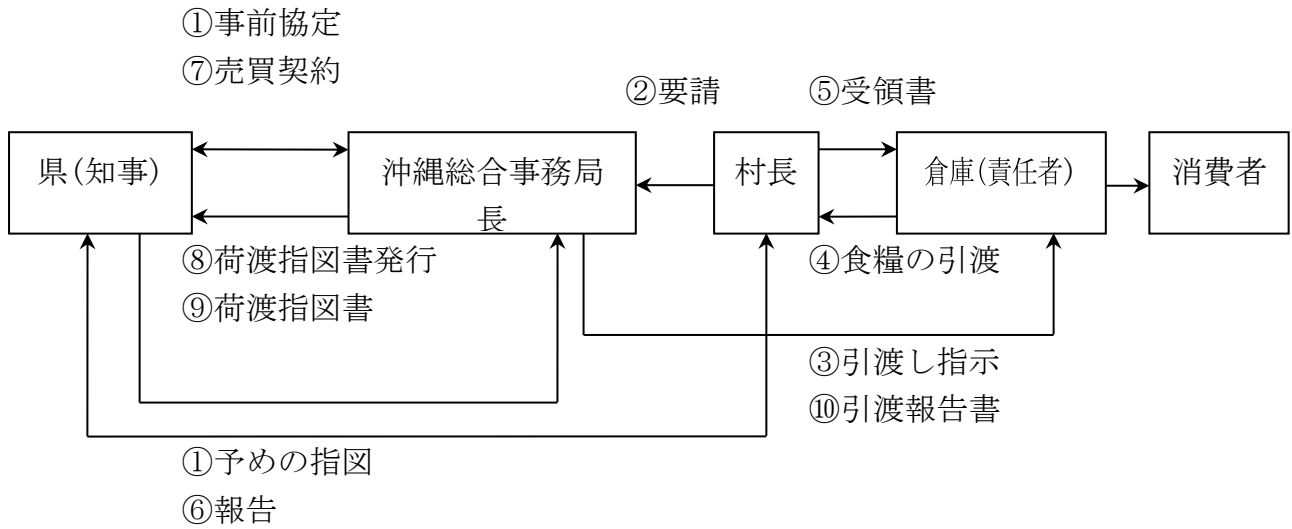 ①事前協定
⑦売買契約
②要請
⑤受領書
県(知事)
沖縄総合事務局
長
村長
倉庫(責任者)
消費者
⑧荷渡指図書発行
⑨荷渡指図書
④食糧の引渡
③引渡し指示
⑩引渡報告書
①予めの指図
⑥報告